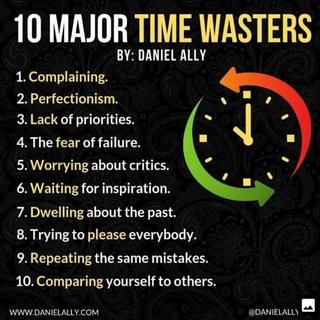 10 MAJOR TIME WASTERS
BY: DANIEL ALLY
1. Complaining.
2. Perfectionism.
3. Lack of priorities.
4. The fear of failure.
5. Worrying about critics.
6. Waiting for inspiration.
7. Dwelling about the past.
8. Trying to please everybody.
9. Repeating the same mistakes.
10. Comparing yourself to others.
WWW.DANIELALLY.COM
@DANIELALLY